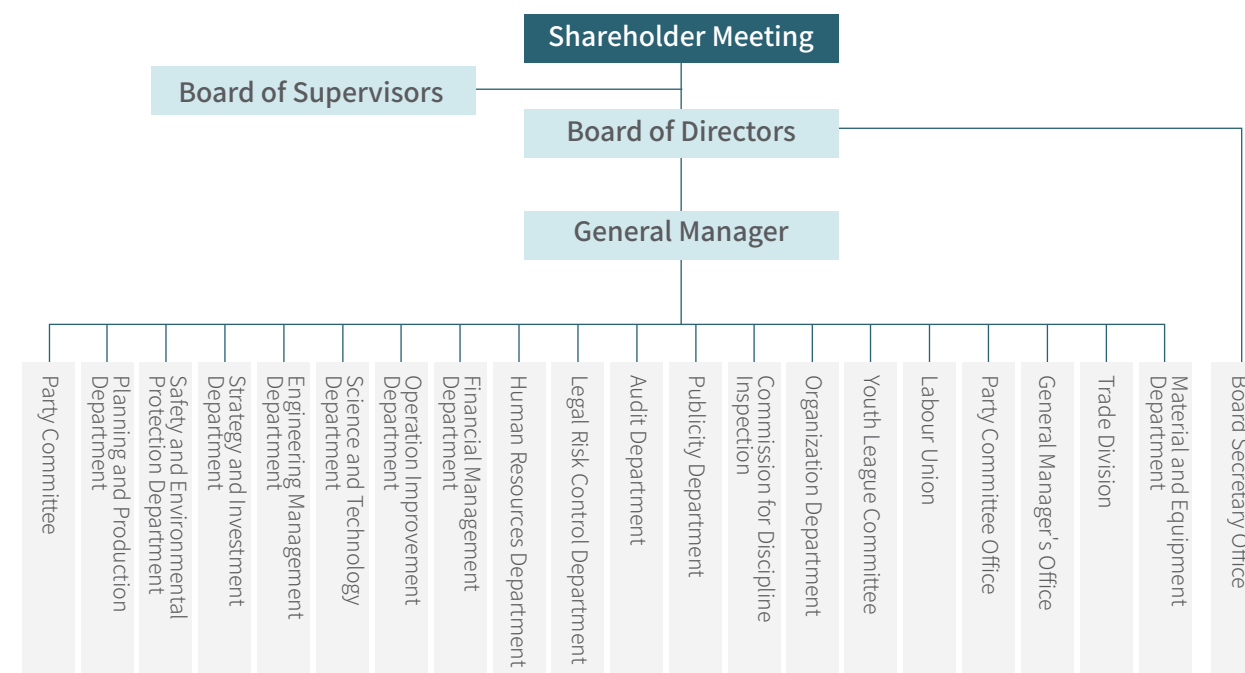 Shareholder Meeting
Board of Supervisors
Board of Directors
General Manager
Party Committee
Planning and Production
Department
Safety and Environmental
Protection Department
Strategy and Investment
Department
Engineering Management
Department
Science and Technology
Department
Operation Improvement
Department
Financial Management
Department
Human Resources Department
Legal Risk Control Department
Audit Department
Publicity Department
Commission for Discipline
Inspection
Organization Department
Youth League Committee
Labour Union
Party Committee Office
General Manager's Office
Trade Division
Material and Equipment
Department
Board Secretary Office